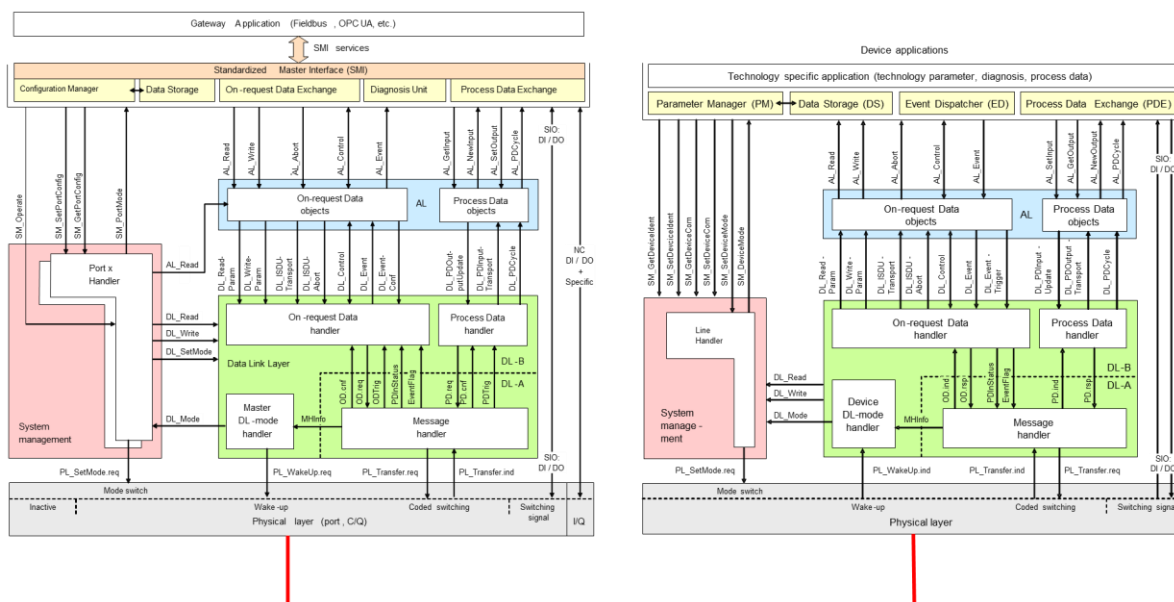 Gateway Application (Fieldbus , OPC UA, etc.)
SMI services
Standardized Master Interface (SMI)
Configuration Manager
Data Storage
On -request Data Exchange
Diagnosis Unit
Process Data Exchange
SIO:
DI / DO
SM_Operate
SM_SetPortConfig
SM_GetPortConfig
SM_PortMode
AL_Read
AL_Write
AL_Abort
AL_Control
AL_Event
AL_GetInput
AL_NewInput
AL_SetOutput
AL_PDCycle
On-request Data
objects
AL
Process Data
objects
NC
DI / DO
+
Specific
Port x
Handler
AL_Read
DL_Read-
Param
DL_Write-
Param
DL_ISDU-
Transport
DL_ISDU-
Abort
DL_Control
DL_Event
DL_Event-
Conf
DL_PDOut-
putUpdate
DL_PDInput-
Transport
DL_PDCycle
DL_Read
DL_Write
DL_SetMode
On -request Data
handler
Process Data
handler
Data Link Layer
DL -B
DL -A
OD.cnf
OD.req
ODTrig
PDInStatus
EventFlag
PD.req
PD.cnf
PDTrig
System
management
DL_Mode
Master
DL -mode
handler
MHInfo
Message
handler
SIO:
DI / DO
PL_SetMode.req
PL_WakeUp.req
PL_Transfer.req
PL_Transfer.ind
Mode switch
Inactive
Wake -up
Coded switching
Switching
signal
I/Q
Physical layer (port , C/Q)
Device applications
Technology specific application (technology parameter, diagnosis, process data)
Parameter Manager (PM)
Data Storage (DS)
Event Dispatcher (ED)
Process Data Exchange (PDE)
SIO:
DI / DO
SM_GetDeviceIdent
SM_SetDeviceIdent
SM_GetDeviceCom
SM_SetDeviceCom
SM_SetDeviceMode
SM_DeviceMode
AL_Read
AL_Write
AL_Abort
AL_Control
AL_Event
AL_SetInput
AL_GetOutput
AL_NewOutput
AL_PDCycle
On-request Data
objects
AL
Process Data
objects
DL_Read -
Param
DL_Write -
Param
DL_ISDU -
Transport
DL_ISDU -
Abort
DL_Control
DL_Event
DL_Event -
Trigger
DL_PDInput -
Update
DL_PDOutput -
Transport
DL_PDCycle
Line
Handler
On-request Data
handler
Process Data
handler
DL-B
DL-A
OD.ind
OD.rsp
PDInStatus
EventFlag
PD.ind
PD.rsp
DL_Read
DL_Write
DL_Mode
System
manage -
ment
Device
DL-mode
handler
MHInfo
Message
handler
SIO:
DI / DO
PL_SetMode.req
PL_WakeUp.ind
PL_Transfer.ind
PL_Transfer.req
Mode switch
Wake-up
Coded switching
Switching signal
Physical layer